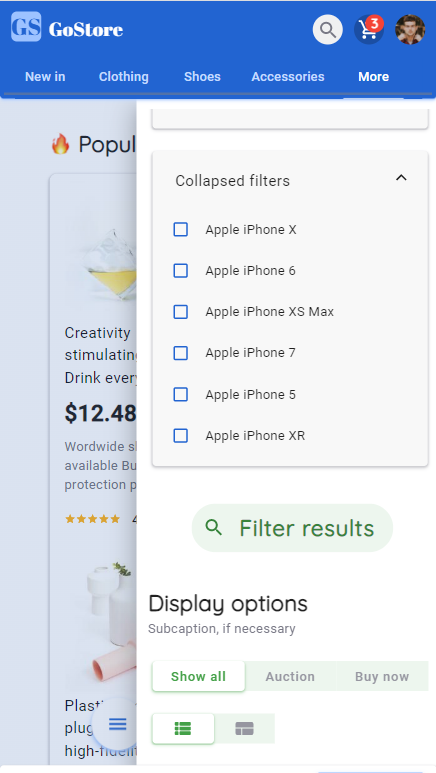 GS GoStore
3
New in Clothing Shoes Accessories More
🔥 Popul
Collapsed filters
Apple iPhone X
Apple iPhone 6
Apple iPhone XS Max
Apple iPhone 7
Apple iPhone 5
Apple iPhone XR
Creativity
stimulatin
Drink every
$12.48
Wordwide sh
available Bu
protection p
4
Filter results
Display options
Subcaption, if necessary
Show all Auction Buy now
Plast
plug
high-fidelit